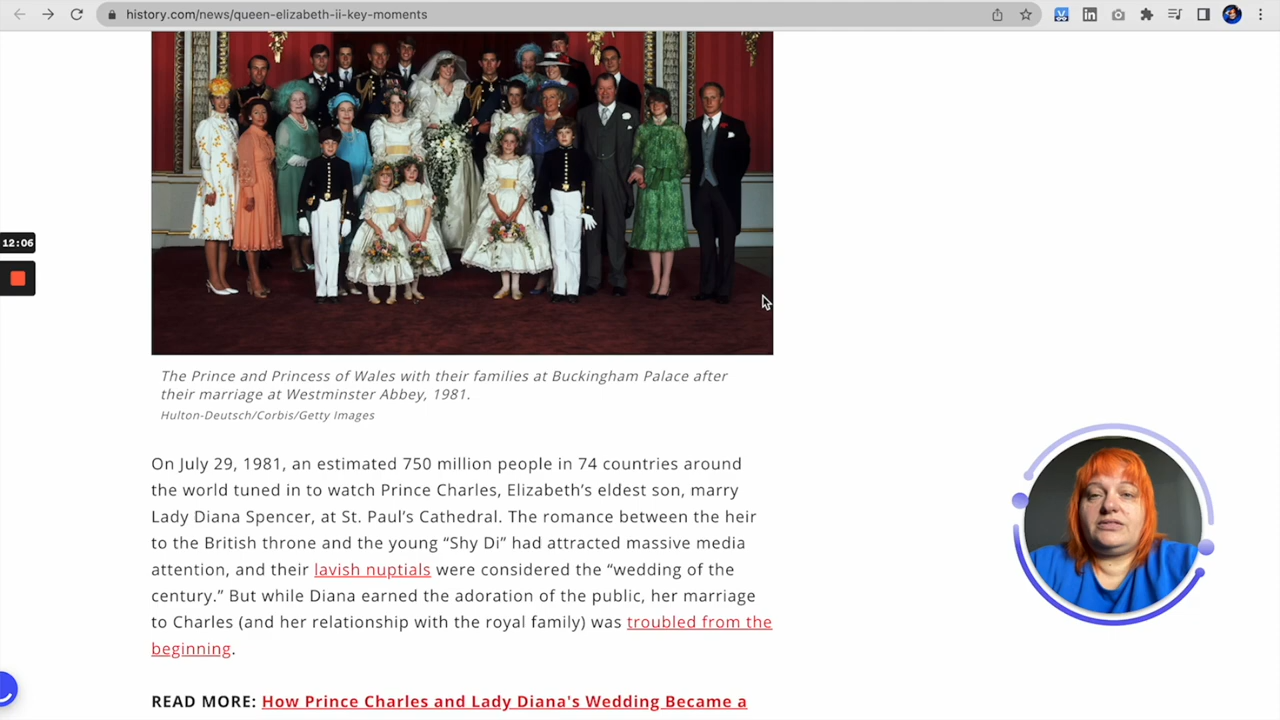 history.com/news/queen-elizabeth-ii-key-moments
12:06
The Prince and Princess of Wales with their families at Buckingham Palace after
their marriage at Westminster Abbey, 1981.
Hulton-Deutsch/Corbis/Getty Images
On July 29, 1981, an estimated 750 million people in 74 countries around
the world tuned in to watch Prince Charles, Elizabeth’s eldest son, marry
Lady Diana Spencer, at St. Paul’s Cathedral. The romance between the heir
to the British throne and the young “Shy Di” had attracted massive media
attention, and their lavish nuptials were considered the “wedding of the
century.” But while Diana earned the adoration of the public, her marriage
to Charles (and her relationship with the royal family) was troubled from the
beginning.
READ MORE: How Prince Charles and Lady Diana's Wedding Became a